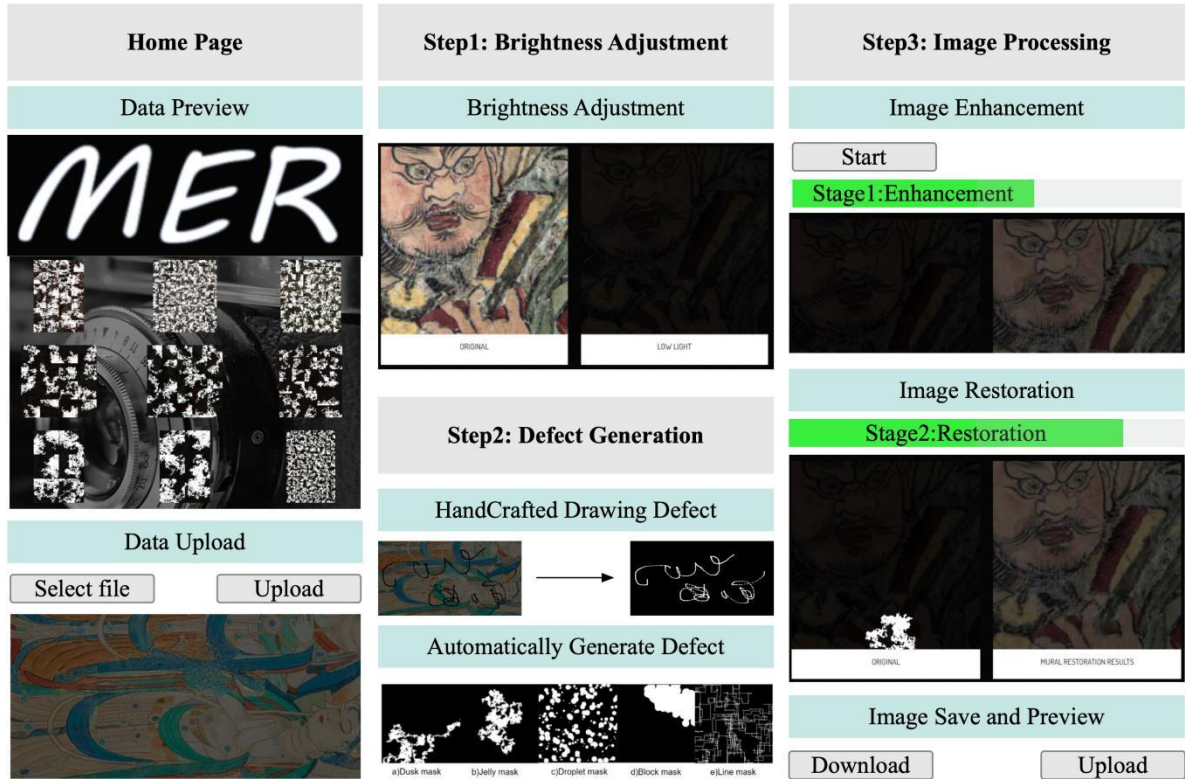 Home Page
Data Preview
MER
Data Upload
Select file
Upload
Step1: Brightness Adjustment
Brightness Adjustment
ORIGINAL
LOW LIGHT
Step2: Defect Generation
HandCrafted Drawing Defect
Automatically Generate Defect
a)Dusk mask
b)Jelly mask
c)Droplet mask
d)Block mask
e)Line mask
Step3: Image Processing
Image Enhancement
Start
Stage1:Enhancement
Image Restoration
Stage2:Restoration
ORIGINAL
MURAL RESTORATION RESULTS
Image Save and Preview
Download
Upload